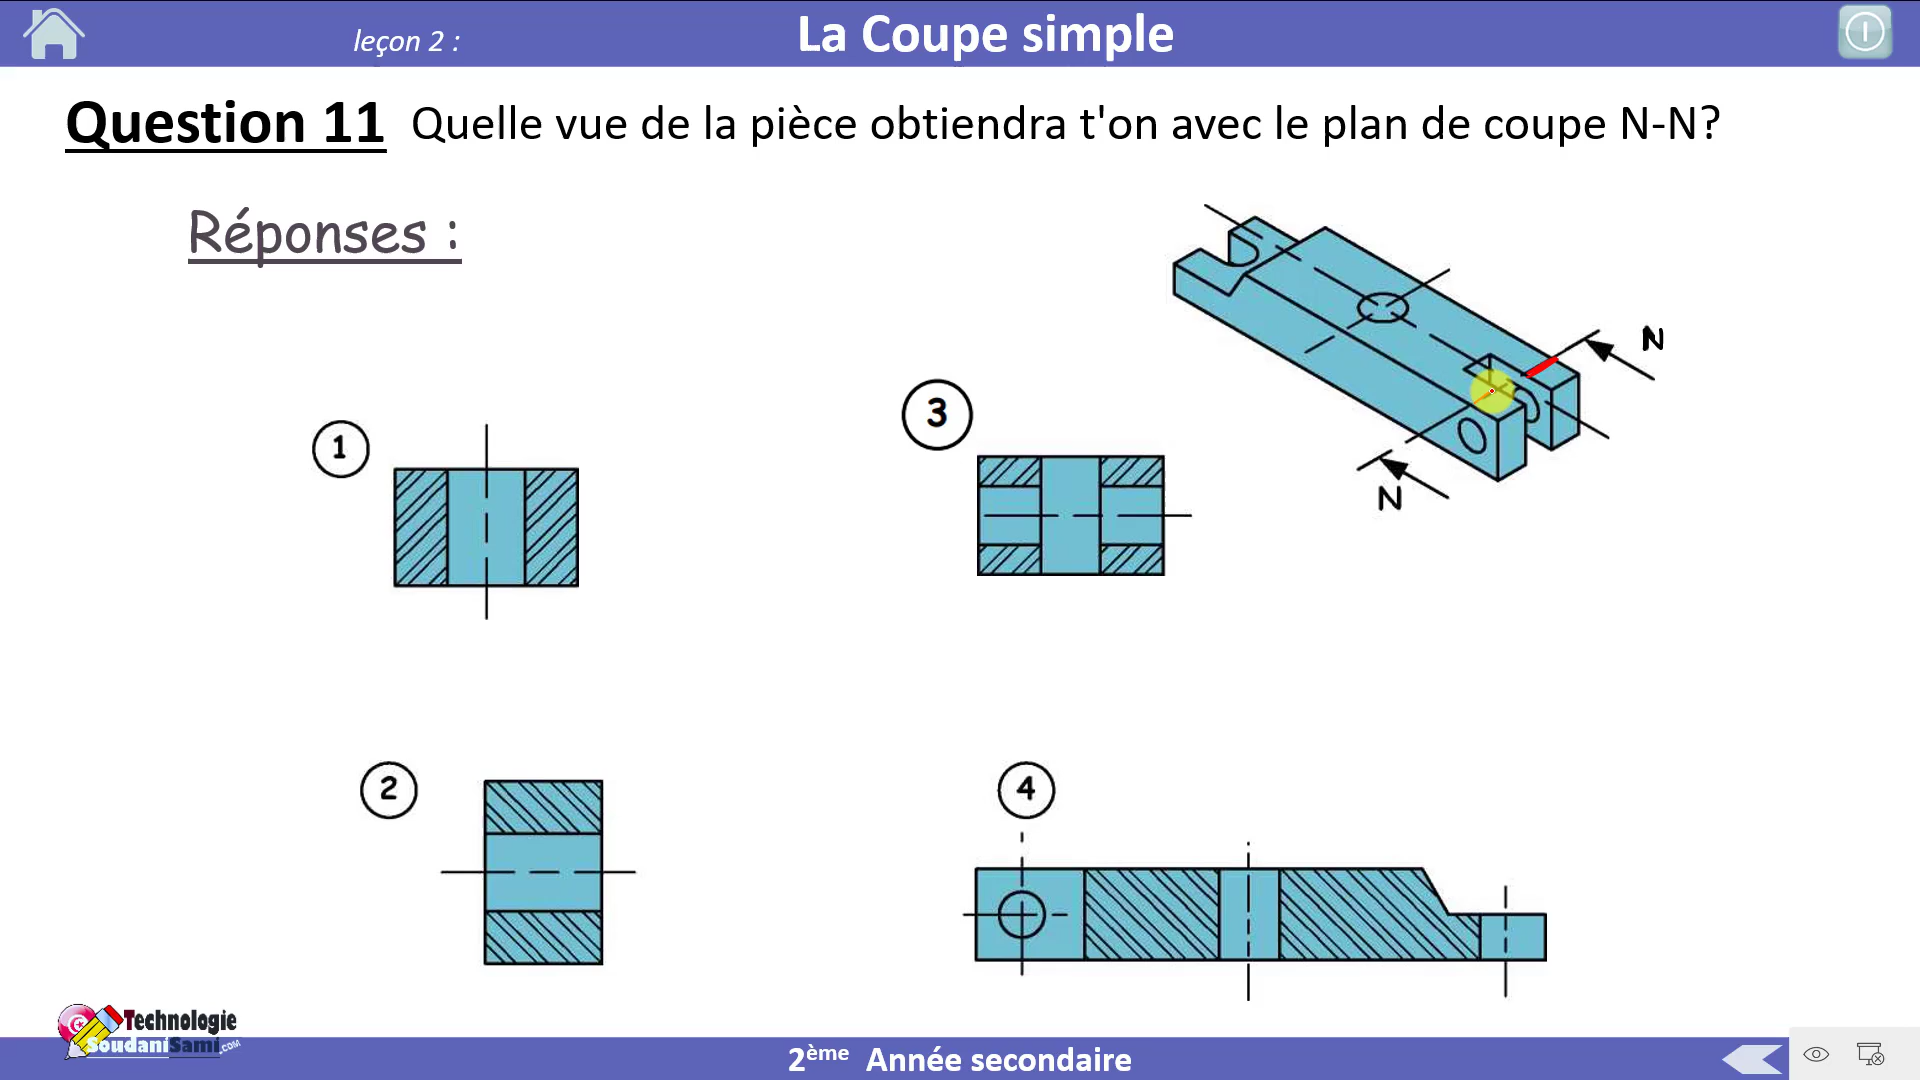 leçon 2 :
La Coupe simple
Question 11 Quelle vue de la pièce obtiendra t'on avec le plan de coupe N-N?
Réponses :
N
N
1
3
2
4
Technologie
SoudaniSami.COM
2ème Année secondaire